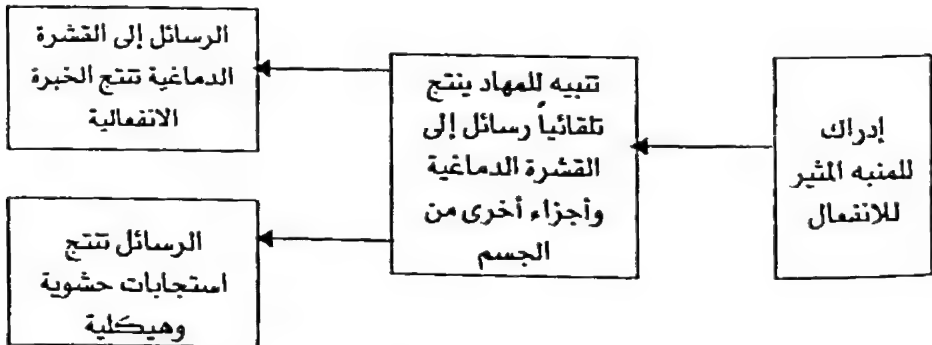 إدراك
للمنبه المثير
للانفعال
تنبيه للمهاد ينتج
تلقائياً رسائل إلى
القشرة الدماغية
وأجزاء أخرى من
الجسم
الرسائل إلى القشرة
الدماغية تنتج الخبرة
الانفعالية
الرسائل تنتج
استجابات حشوية
وهيكلية